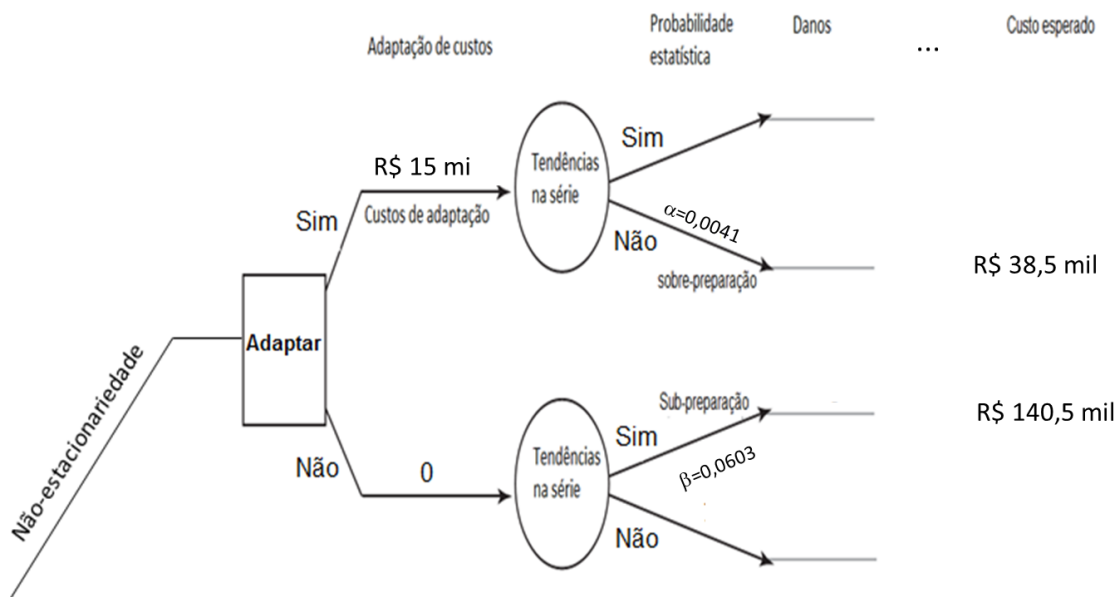 Adaptação de custos
Probabilidade
estatística
Danos
...
Custo esperado
R$ 15 mi
Custos de adaptação
Sim
Tendências
na série
Sim
α=0,0041
Não
sobre-preparação
R$ 38,5 mil
Adaptar
Não-estacionariedade
Não
0
Tendências
na série
Sub-preparação
Sim
β=0,0603
Não
R$ 140,5 mil